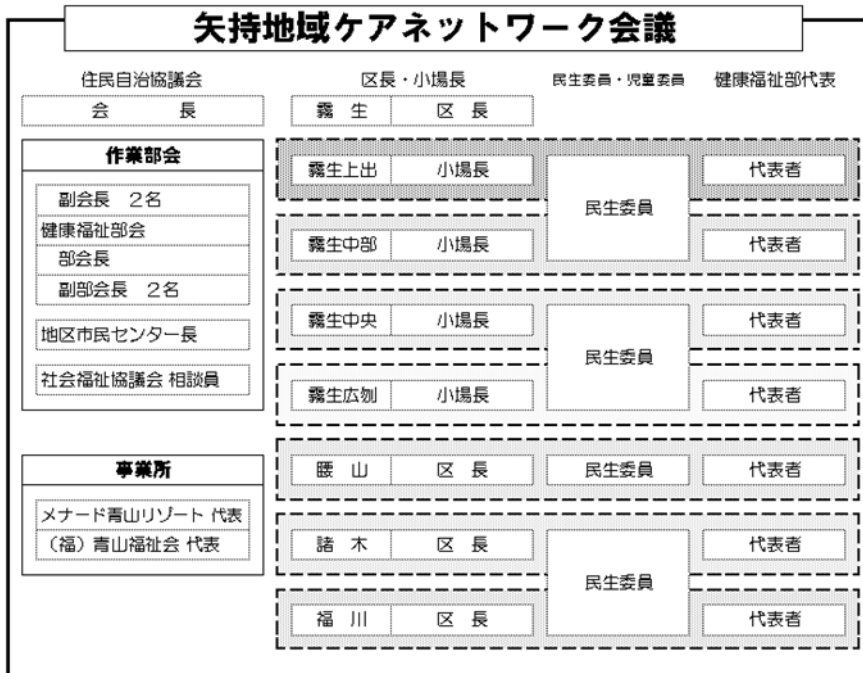 矢持地域ケアネットワーク会議
住民自治協議会
会 長
作業部会
副会長 2名
健康福祉部会
部会長
副部会長 2名
地区市民センター長
社会福祉協議会 相談員
事業所
メナード青山リゾート 代表
(福)青山福祉会 代表
区長・小場長 民生委員・児童委員 健康福祉部代表
霧 生 区 長
霧生上出 小場長 代表者
民生委員
霧生中部 小場長 代表者
霧生中央 小場長 代表者
民生委員
霧生広刎 小場長 代表者
腰 山 区 長 民生委員 代表者
諸 木 区 長 代表者
民生委員
福 川 区 長 代表者